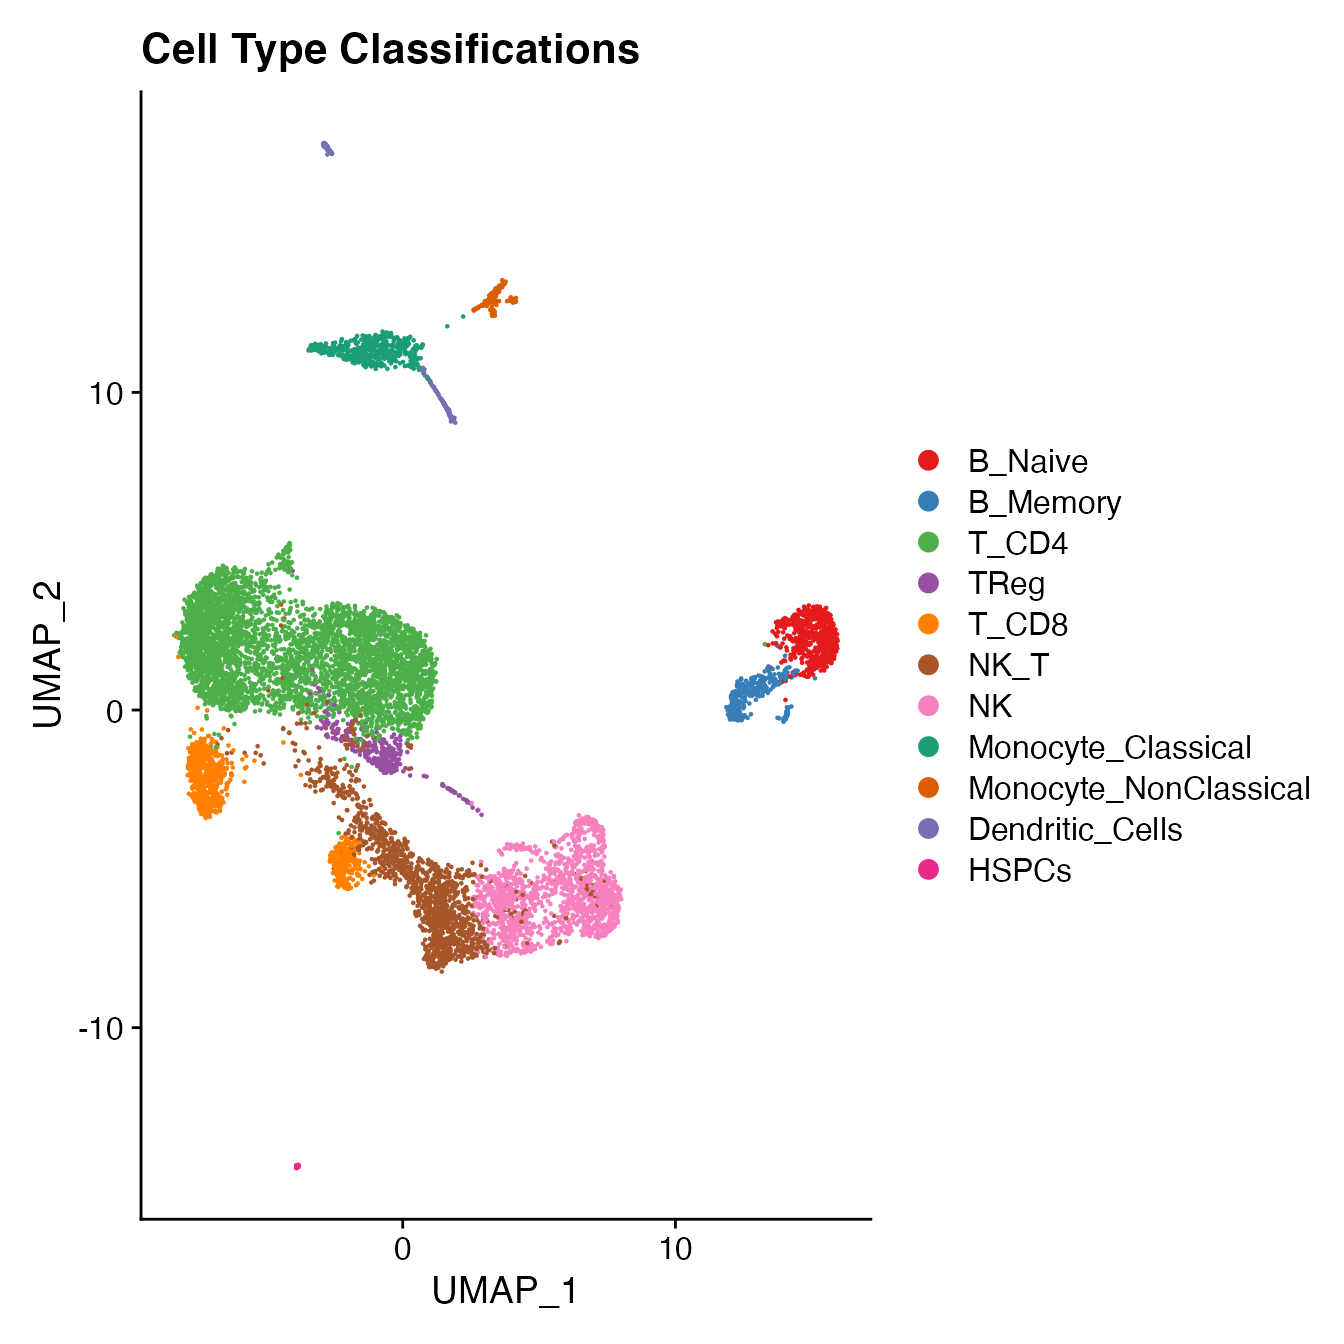 Cell Type Classifications
10
0
-10
UMAP_2
0
10
UMAP_1
B_Naive
B_Memory
T_CD4
TReg
T_CD8
NK_T
NK
Monocyte_Classical
Monocyte_NonClassical
Dendritic_Cells
HSPCs